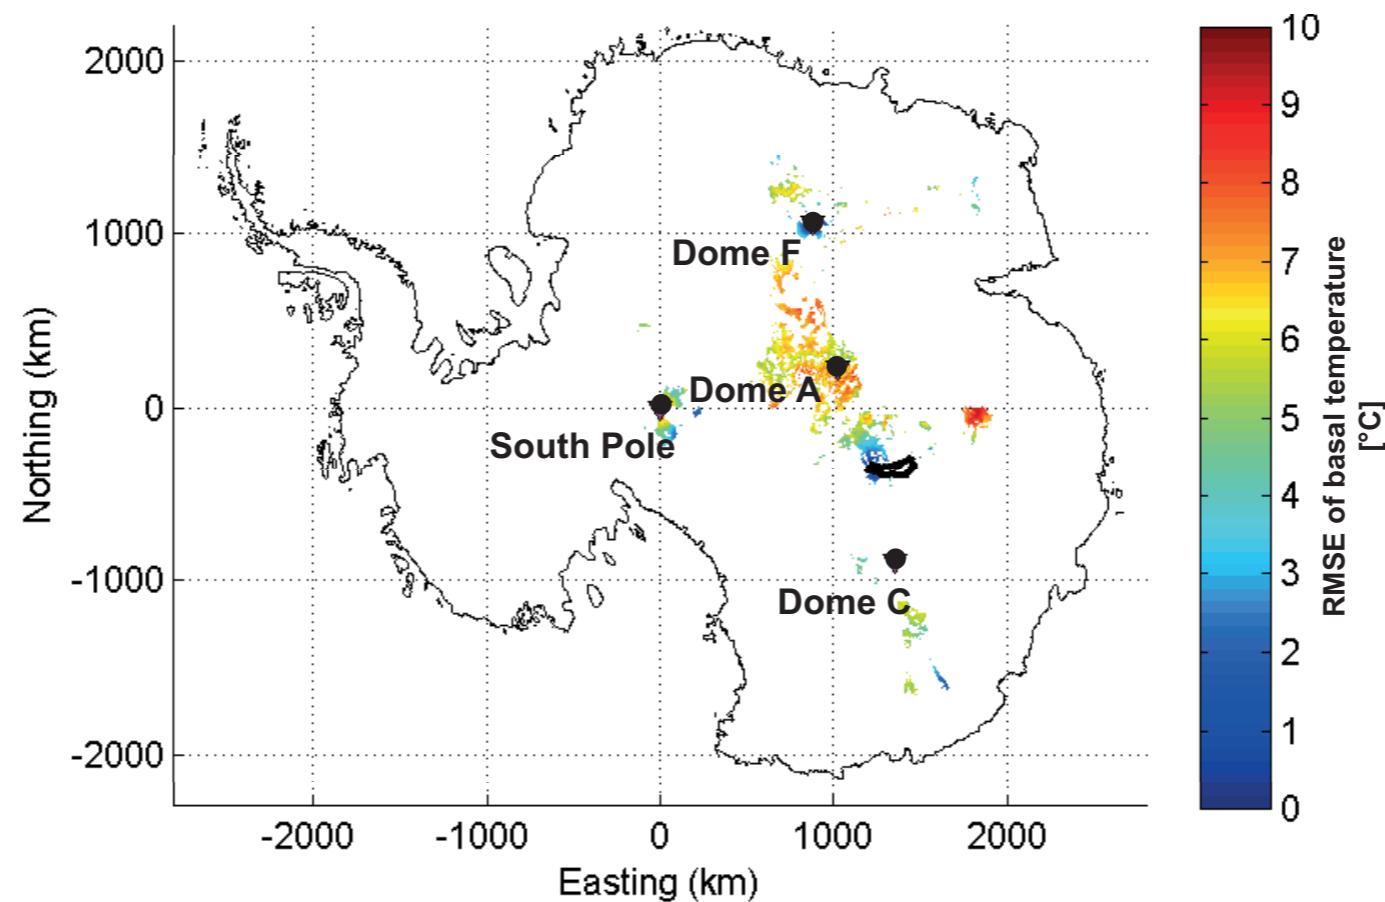 2000
1000
0
-1000
-2000
Northing (km)
-2000
-1000
0
1000
2000
Easting (km)
Dome F
Dome A
South Pole
Dome C
10
9
8
7
6
5
4
3
2
1
0
RMSE of basal temperature
[°C]